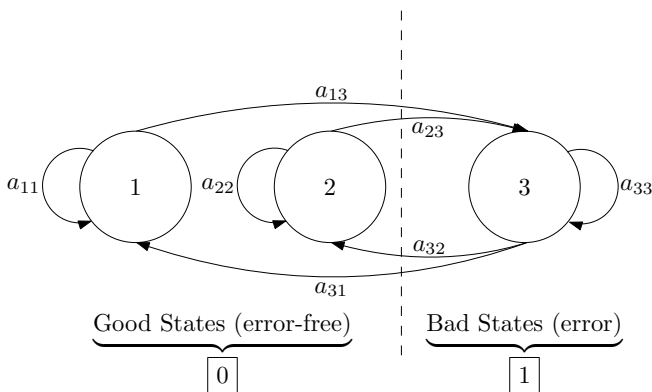 a13
a23
a11
1
a22
2
3
a33
a32
a31
Good States (error-free)
Bad States (error)
0
1